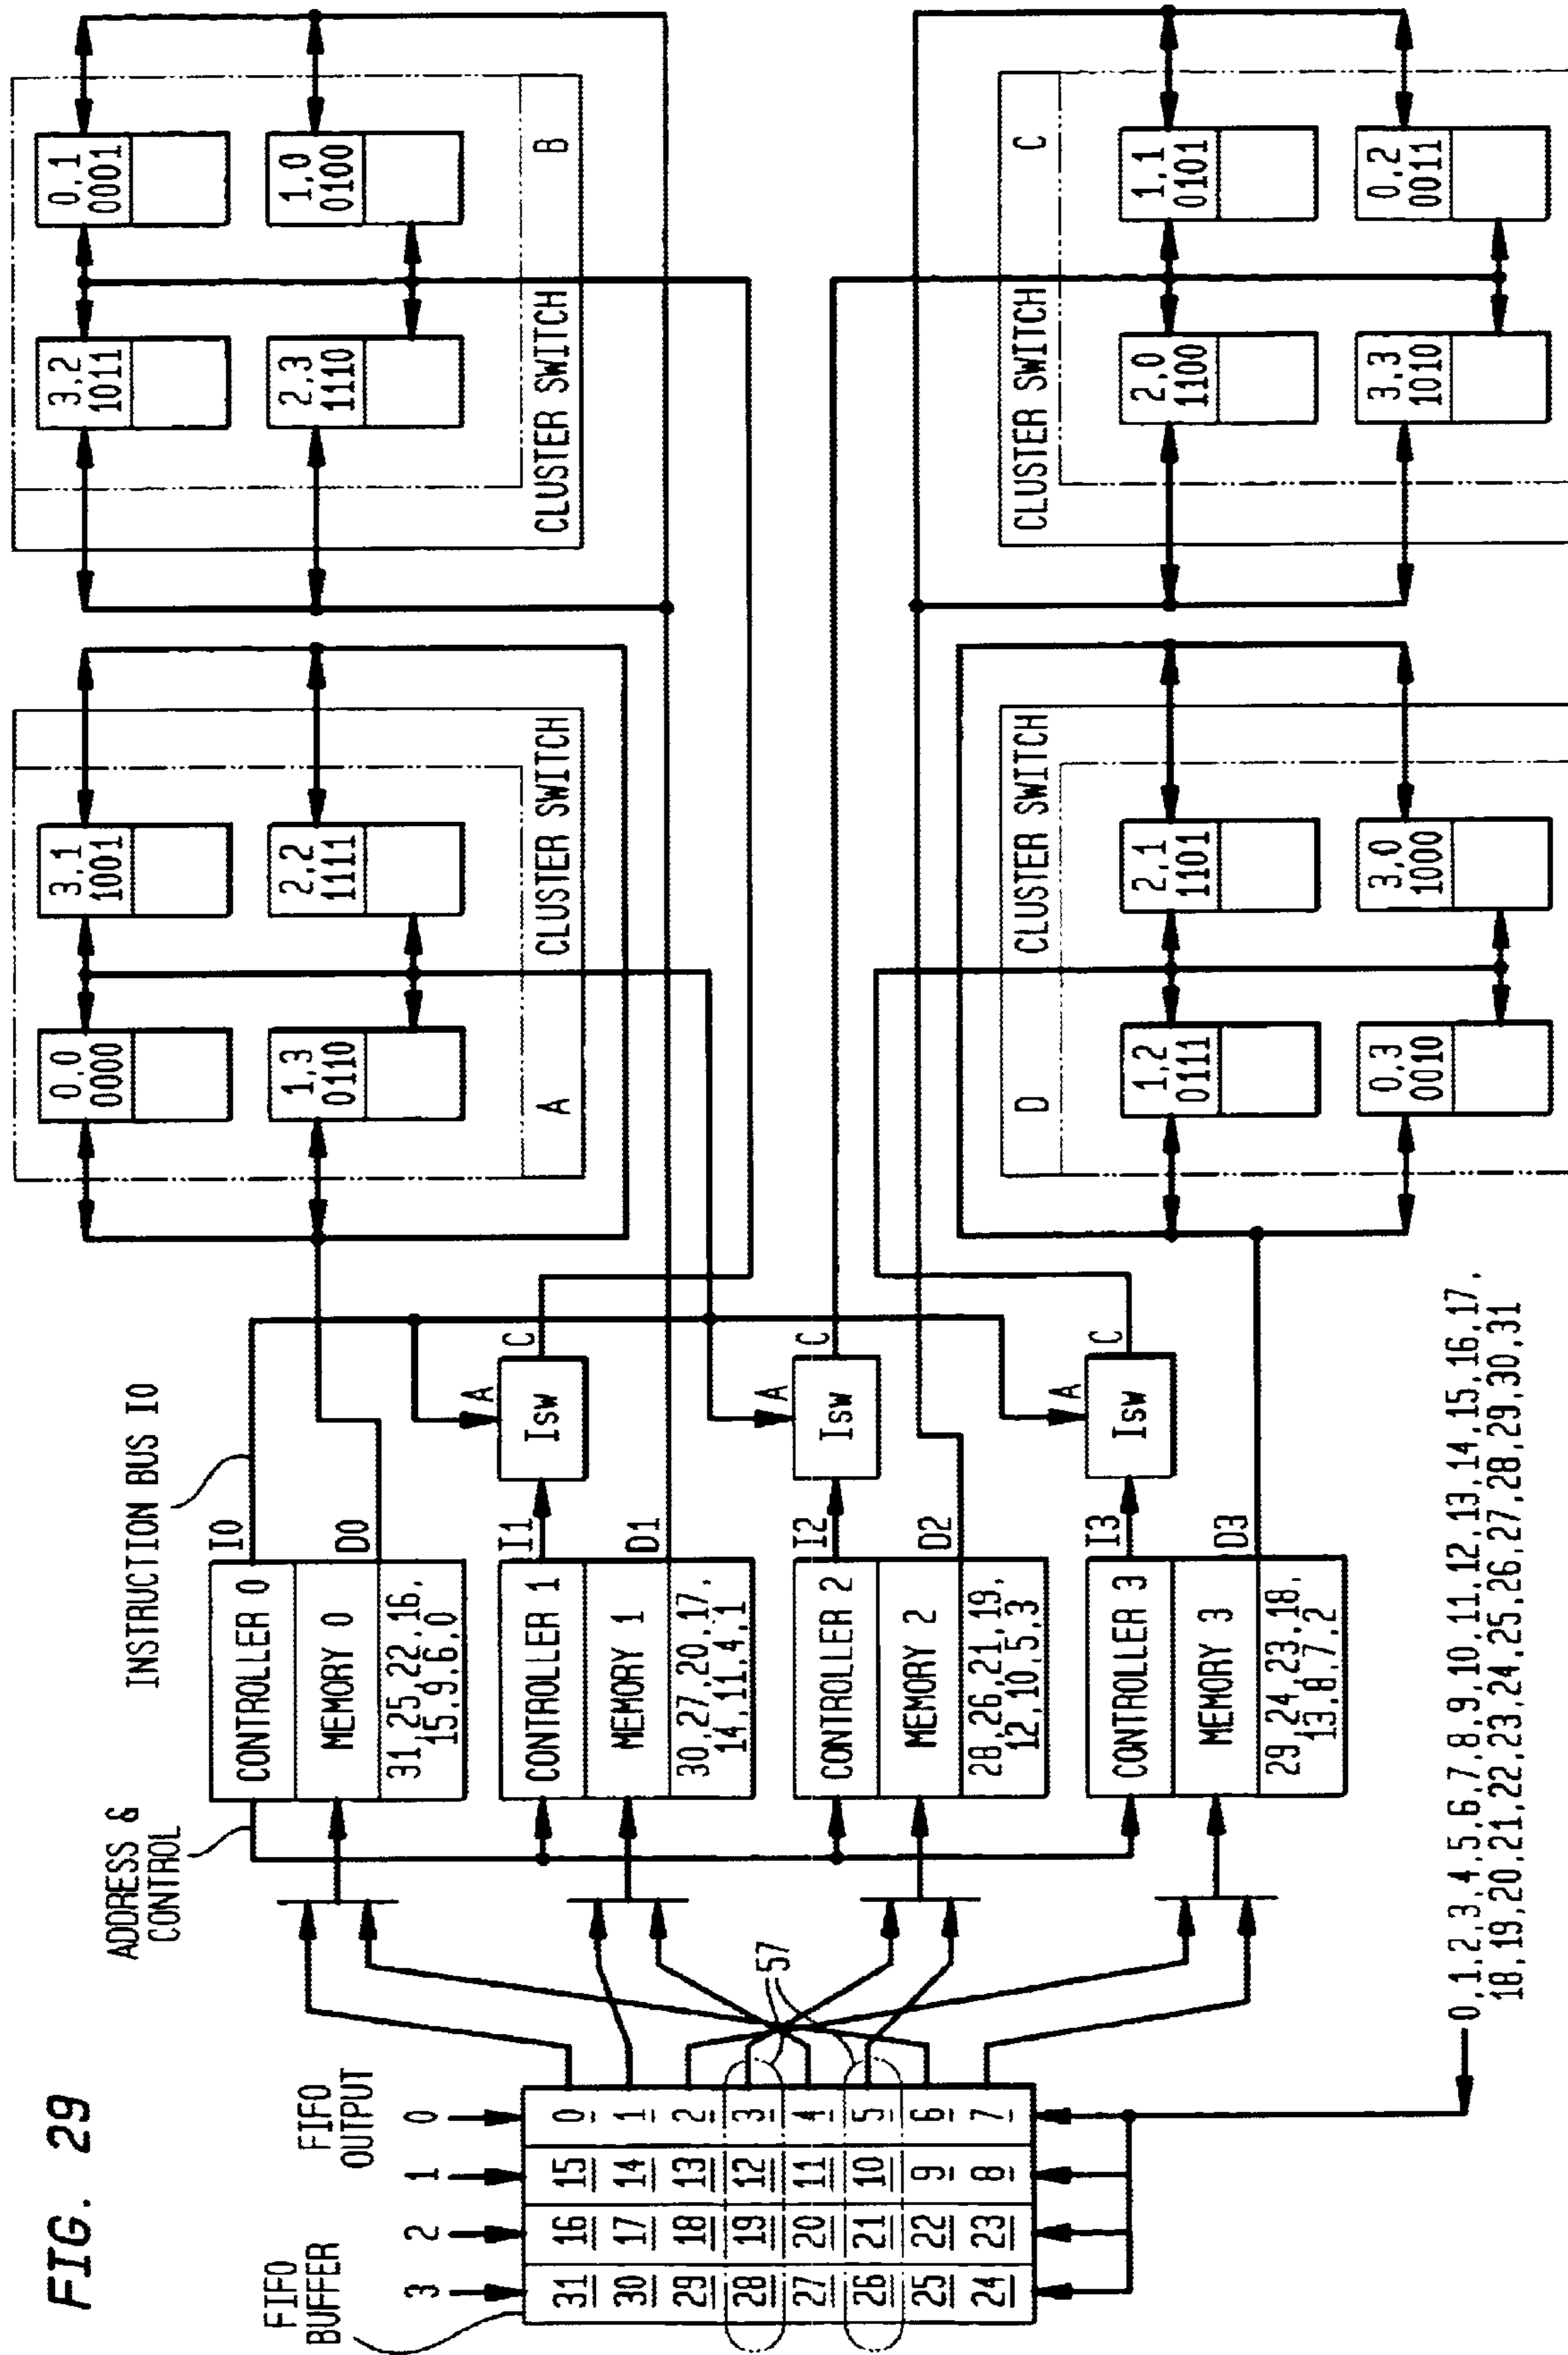 FIG. 29
FIFO
BUFFER
FIFO
OUTPUT
3
2
1
0
31 16 15 0
30 17 14 1
29 18 13 2
28 19 12 3
27 20 11 4
26 21 10 5
25 22 9 6
24 23 8 7
57
0,1,2,3,4,5,6,7,8,9,10,11,12,13,14,15,16,17,
18,19,20,21,22,23,24,25,26,27,28,29,30,31
ADDRESS &
CONTROL
INSTRUCTION BUS I0
CONTROLLER 0
I0
MEMORY 0
D0
31,25,22,16,
15,9,6,0
CONTROLLER 1
I1
MEMORY 1
D1
30,27,20,17,
14,11,4,1
CONTROLLER 2
I2
MEMORY 2
D2
28,26,21,19,
12,10,5,3
CONTROLLER 3
I3
MEMORY 3
D3
29,24,23,18,
13,8,7,2
A
Isw
C
A
Isw
C
A
Isw
C
0,0
0000
3,1
1001
1,3
0110
2,2
1111
A
CLUSTER SWITCH
3,2
1011
0,1
0001
2,3
1110
1,0
0100
CLUSTER SWITCH
B
D
CLUSTER SWITCH
1,2
0111
2,1
1101
0,3
0010
3,0
1000
CLUSTER SWITCH
C
2,0
1100
1,1
0101
3,3
1010
0,2
0011